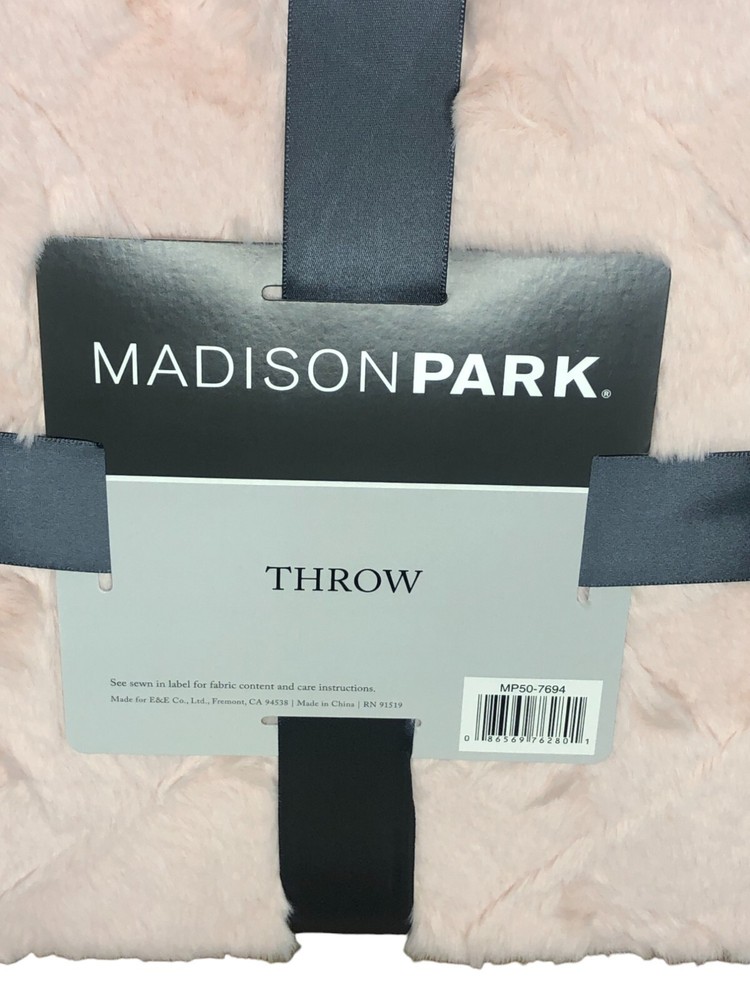 MADISONPARK®
THROW
See sewn in label for fabric content and care instructions.
Made for E&E Co., Ltd., Fremont, CA 94538 | Made in China | RN 91519
MP50-7694
0 86569 76280 1